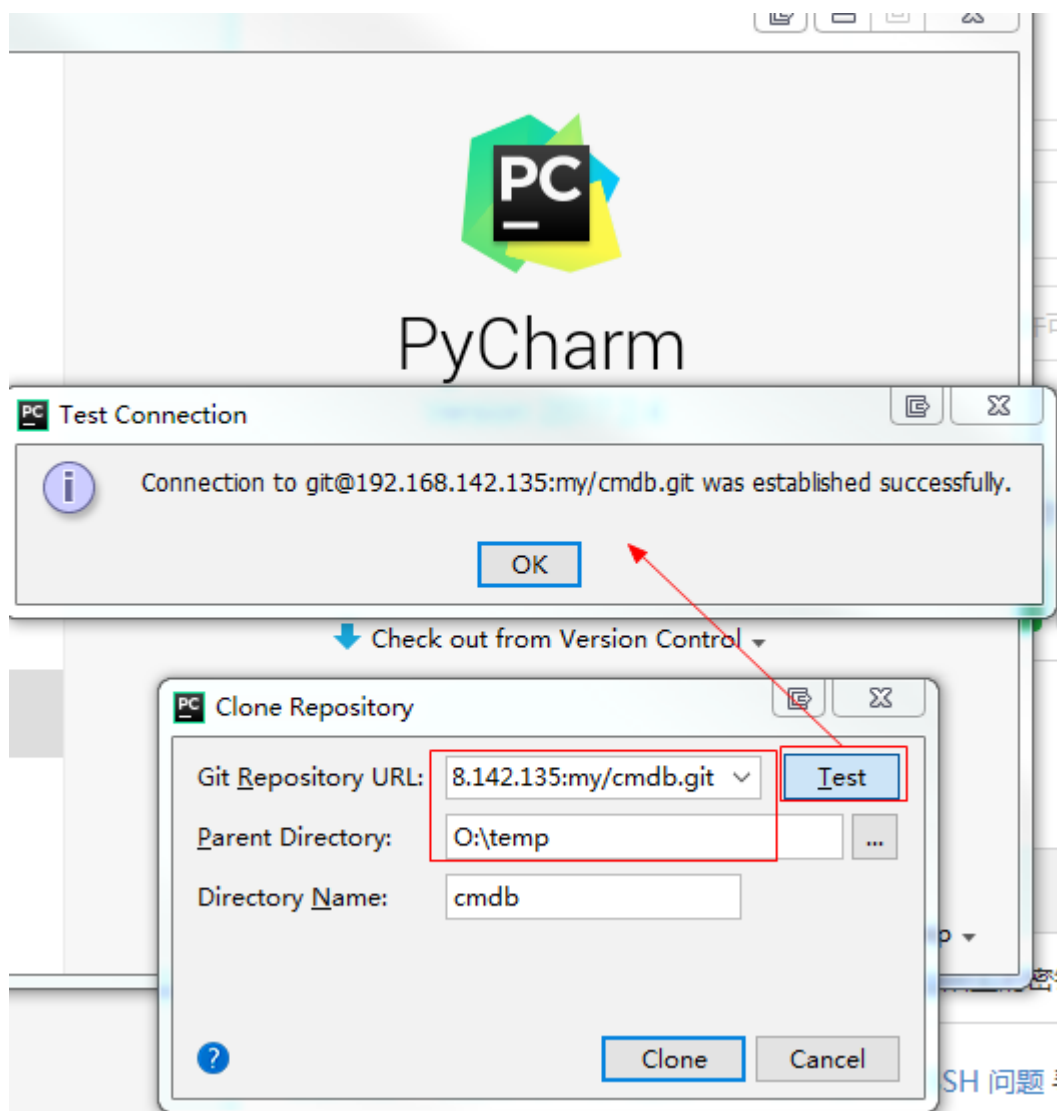 PC
PyCharm
PC Test Connection
Connection to git@192.168.142.135:my/cmdb.git was established successfully.
OK
Check out from Version Control
PC Clone Repository
Git Repository URL: 8.142.135:my/cmdb.git Test
Parent Directory: O:\temp ...
Directory Name: cmdb
p
密
? Clone Cancel
SH 问题